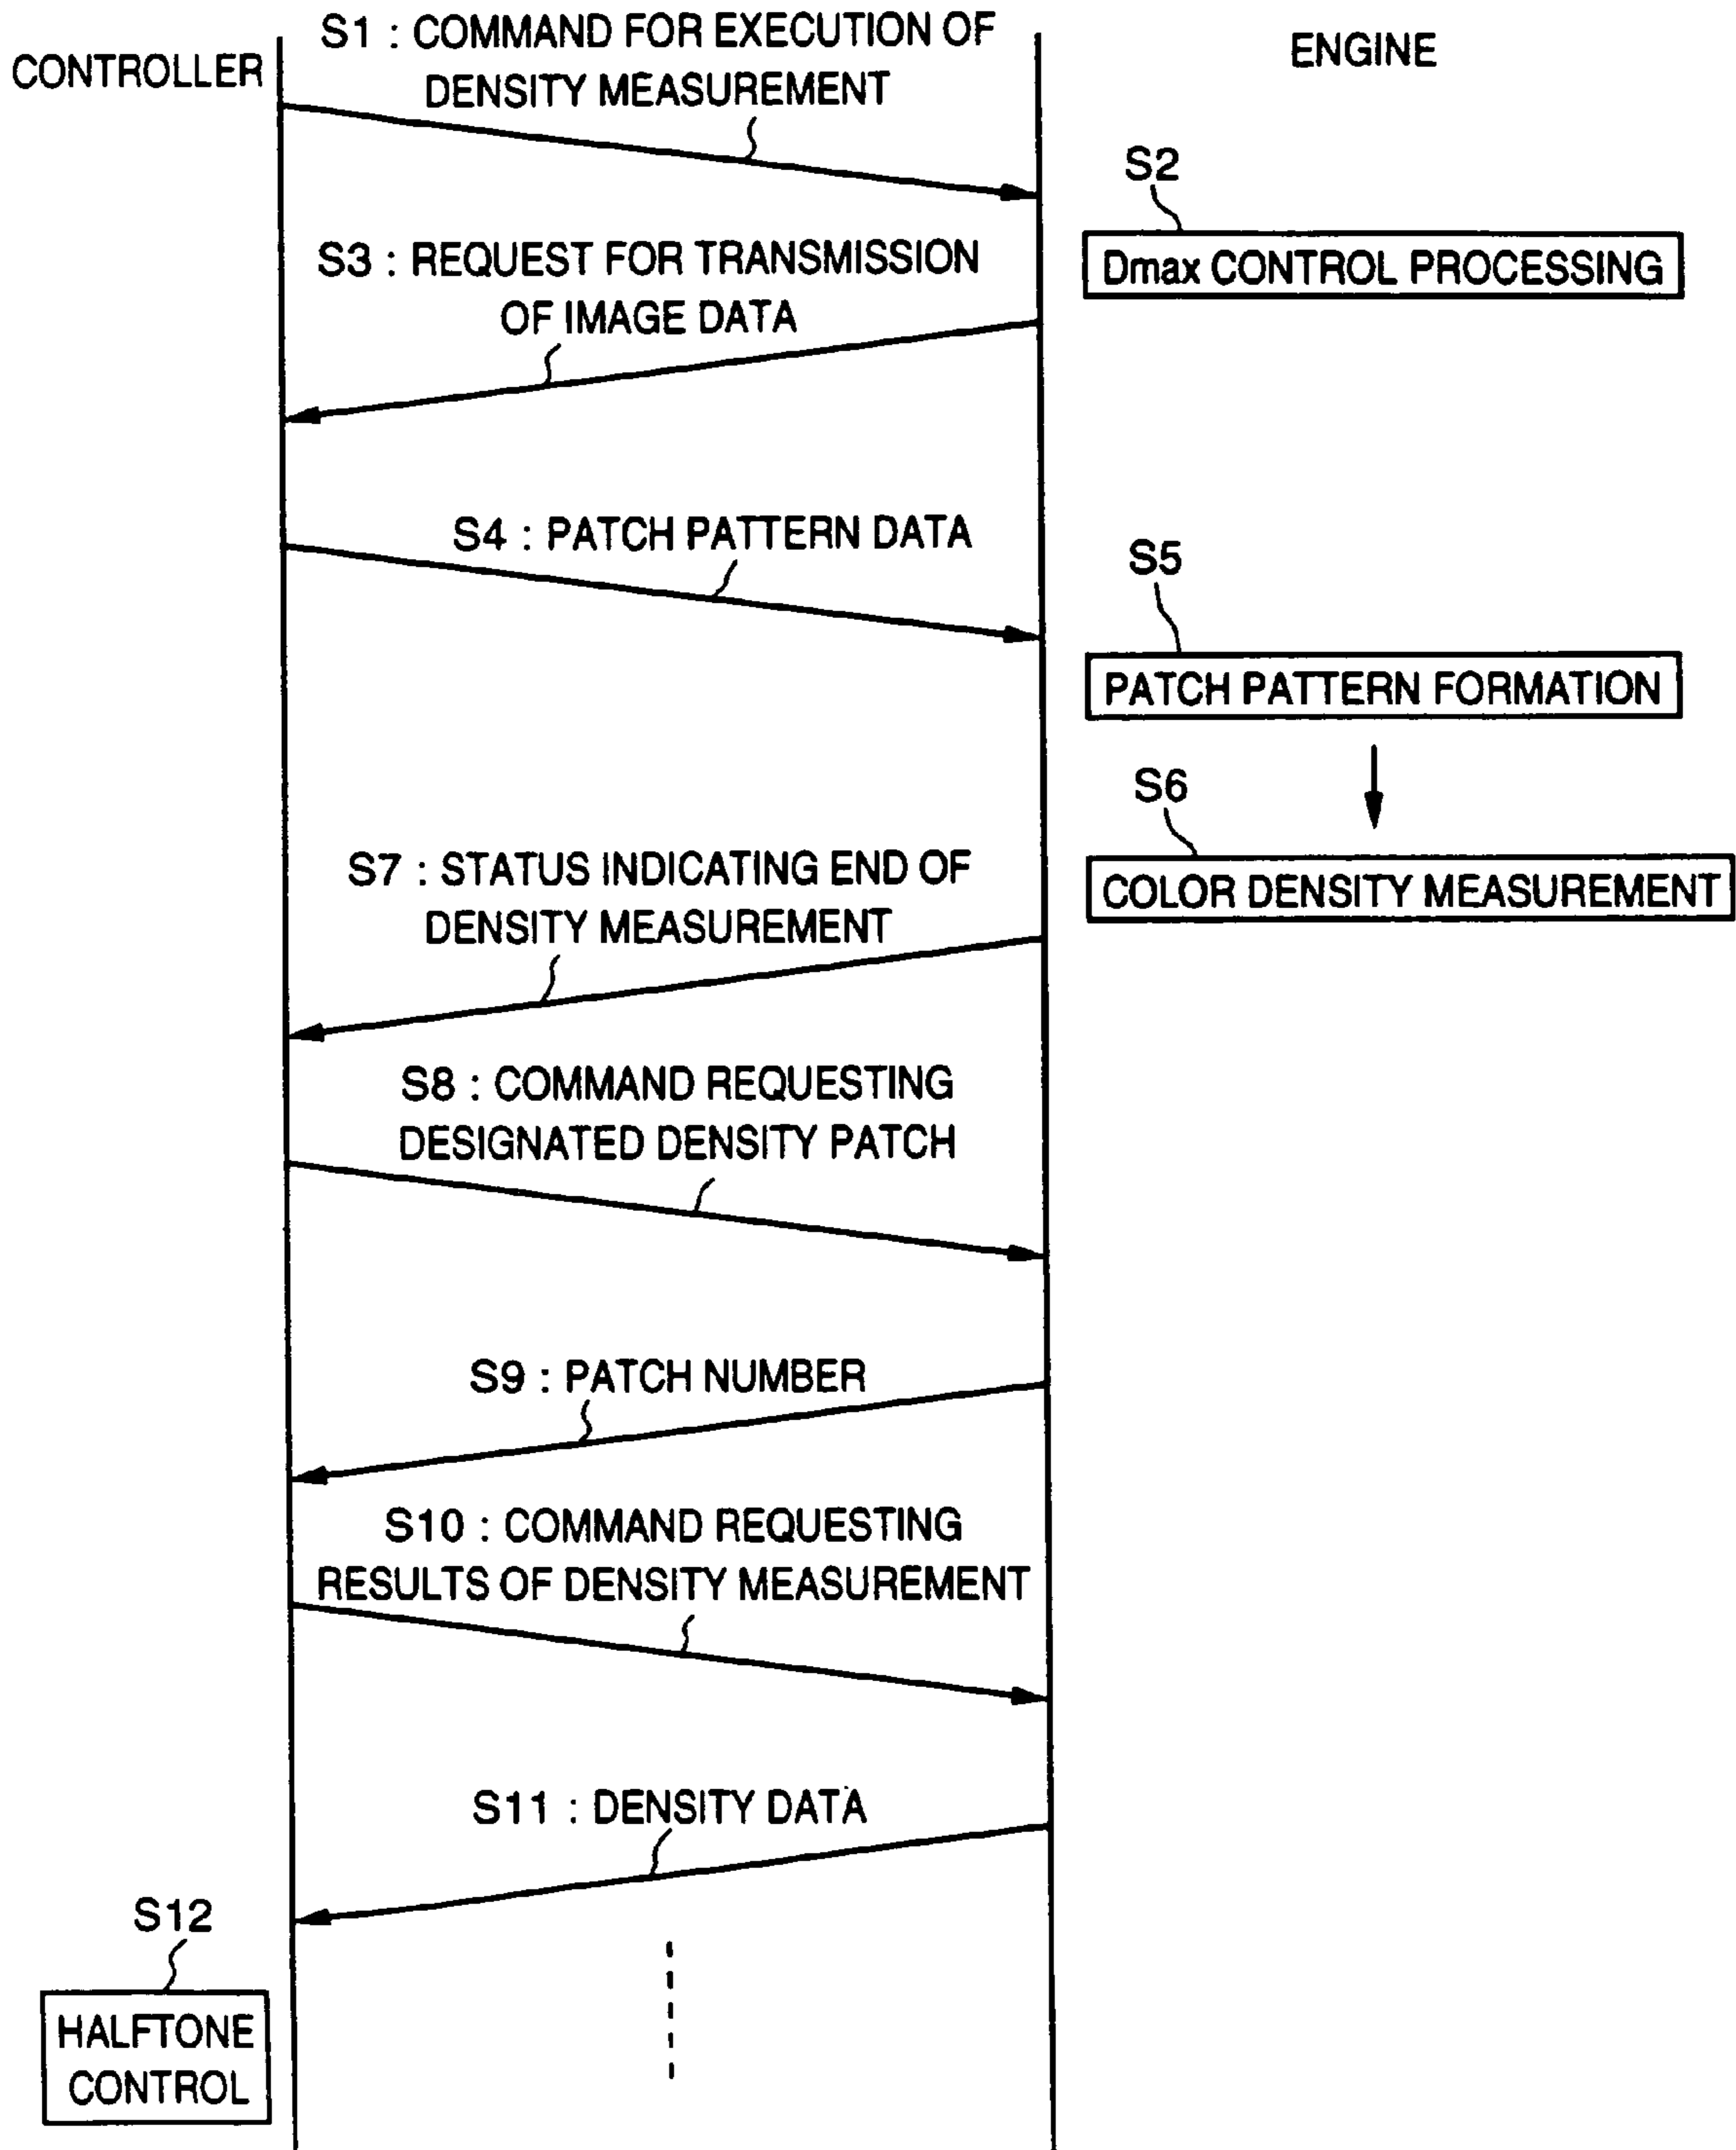 CONTROLLER
ENGINE
S1 : COMMAND FOR EXECUTION OF
DENSITY MEASUREMENT
S2
Dmax CONTROL PROCESSING
S3 : REQUEST FOR TRANSMISSION
OF IMAGE DATA
S4 : PATCH PATTERN DATA
S5
PATCH PATTERN FORMATION
S6
COLOR DENSITY MEASUREMENT
S7 : STATUS INDICATING END OF
DENSITY MEASUREMENT
S8 : COMMAND REQUESTING
DESIGNATED DENSITY PATCH
S9 : PATCH NUMBER
S10 : COMMAND REQUESTING
RESULTS OF DENSITY MEASUREMENT
S11 : DENSITY DATA
S12
HALFTONE
CONTROL